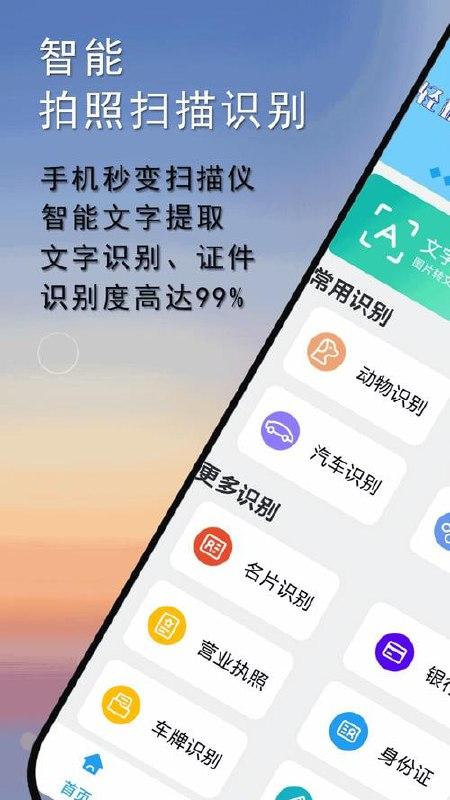 智能
拍照扫描识别
手机秒变扫描仪
智能文字提取
文字识别、证件
识别度高达99%
轻
A
文字
图片转文
常用识别
动物识别
汽车识别
更多识别
名片识别
营业执照
银行
车牌识别
身份证
首页